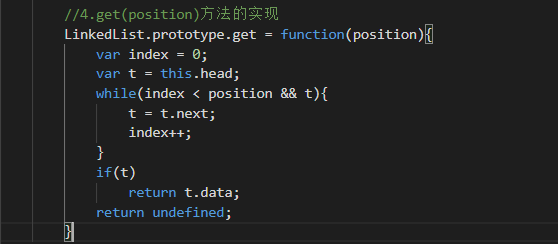 //4.get(position)方法的实现
LinkedList.prototype.get = function(position){
var index = 0;
var t = this.head;
while(index < position && t){
t = t.next;
index++;
}
if(t)
return t.data;
return undefined;
}